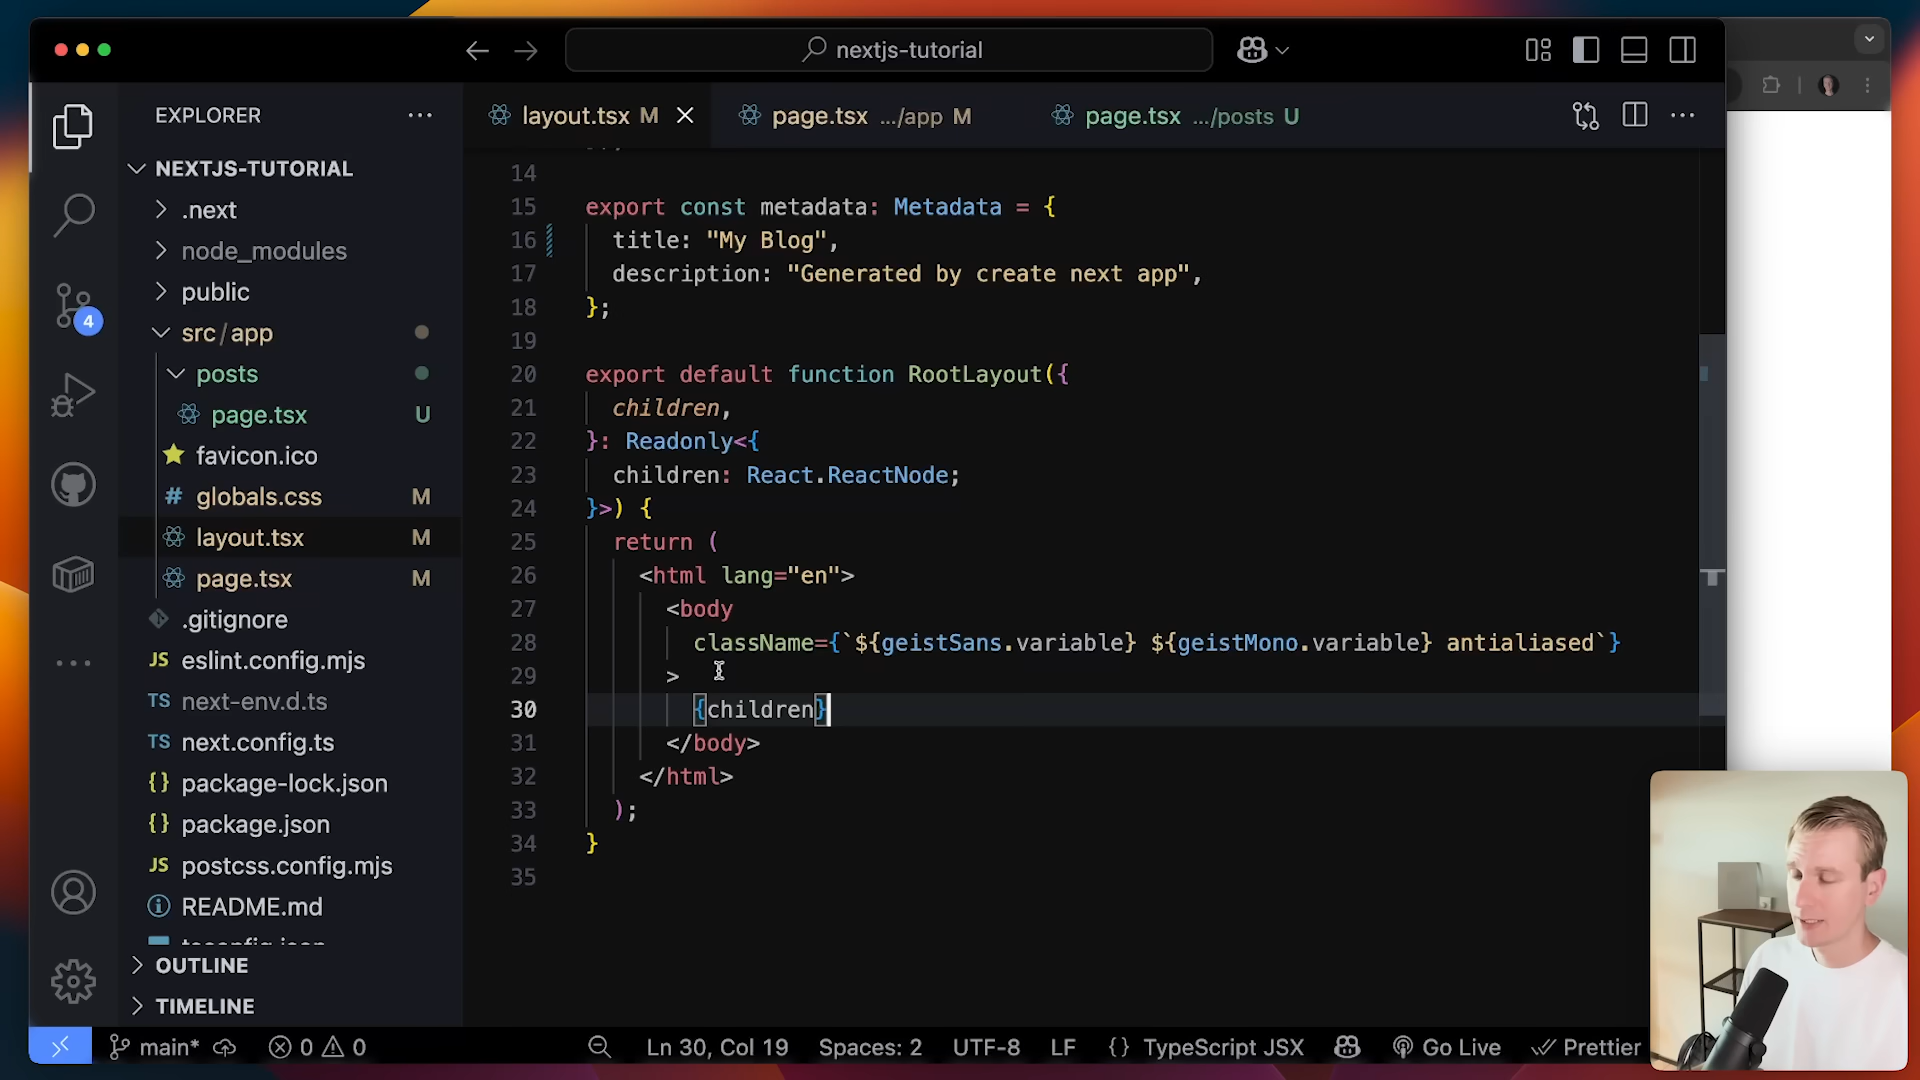 nextjs-tutorial
EXPLORER
layout.tsx M
page.tsx .../app M
page.tsx .../posts U
NEXTJS-TUTORIAL
.next
node_modules
public
src/app
posts
page.tsx U
favicon.ico
# globals.css M
layout.tsx M
page.tsx M
.gitignore
JS eslint.config.mjs
TS next-env.d.ts
TS next.config.ts
{} package-lock.json
{} package.json
JS postcss.config.mjs
README.md
OUTLINE
TIMELINE
4
14
15 export const metadata: Metadata = {
16 title: "My Blog",
17 description: "Generated by create next app",
18 };
19
20 export default function RootLayout({
21 children,
22 }: Readonly<{
23 children: React.ReactNode;
24 }>) {
25 return (
26 <html lang="en">
27 <body
28 className={`${geistSans.variable} ${geistMono.variable} antialiased`}
29 >
30 {children}
31 </body>
32 </html>
33 );
34 }
35
main* 0 0 Ln 30, Col 19 Spaces: 2 UTF-8 LF {} TypeScript JSX Go Live Prettier